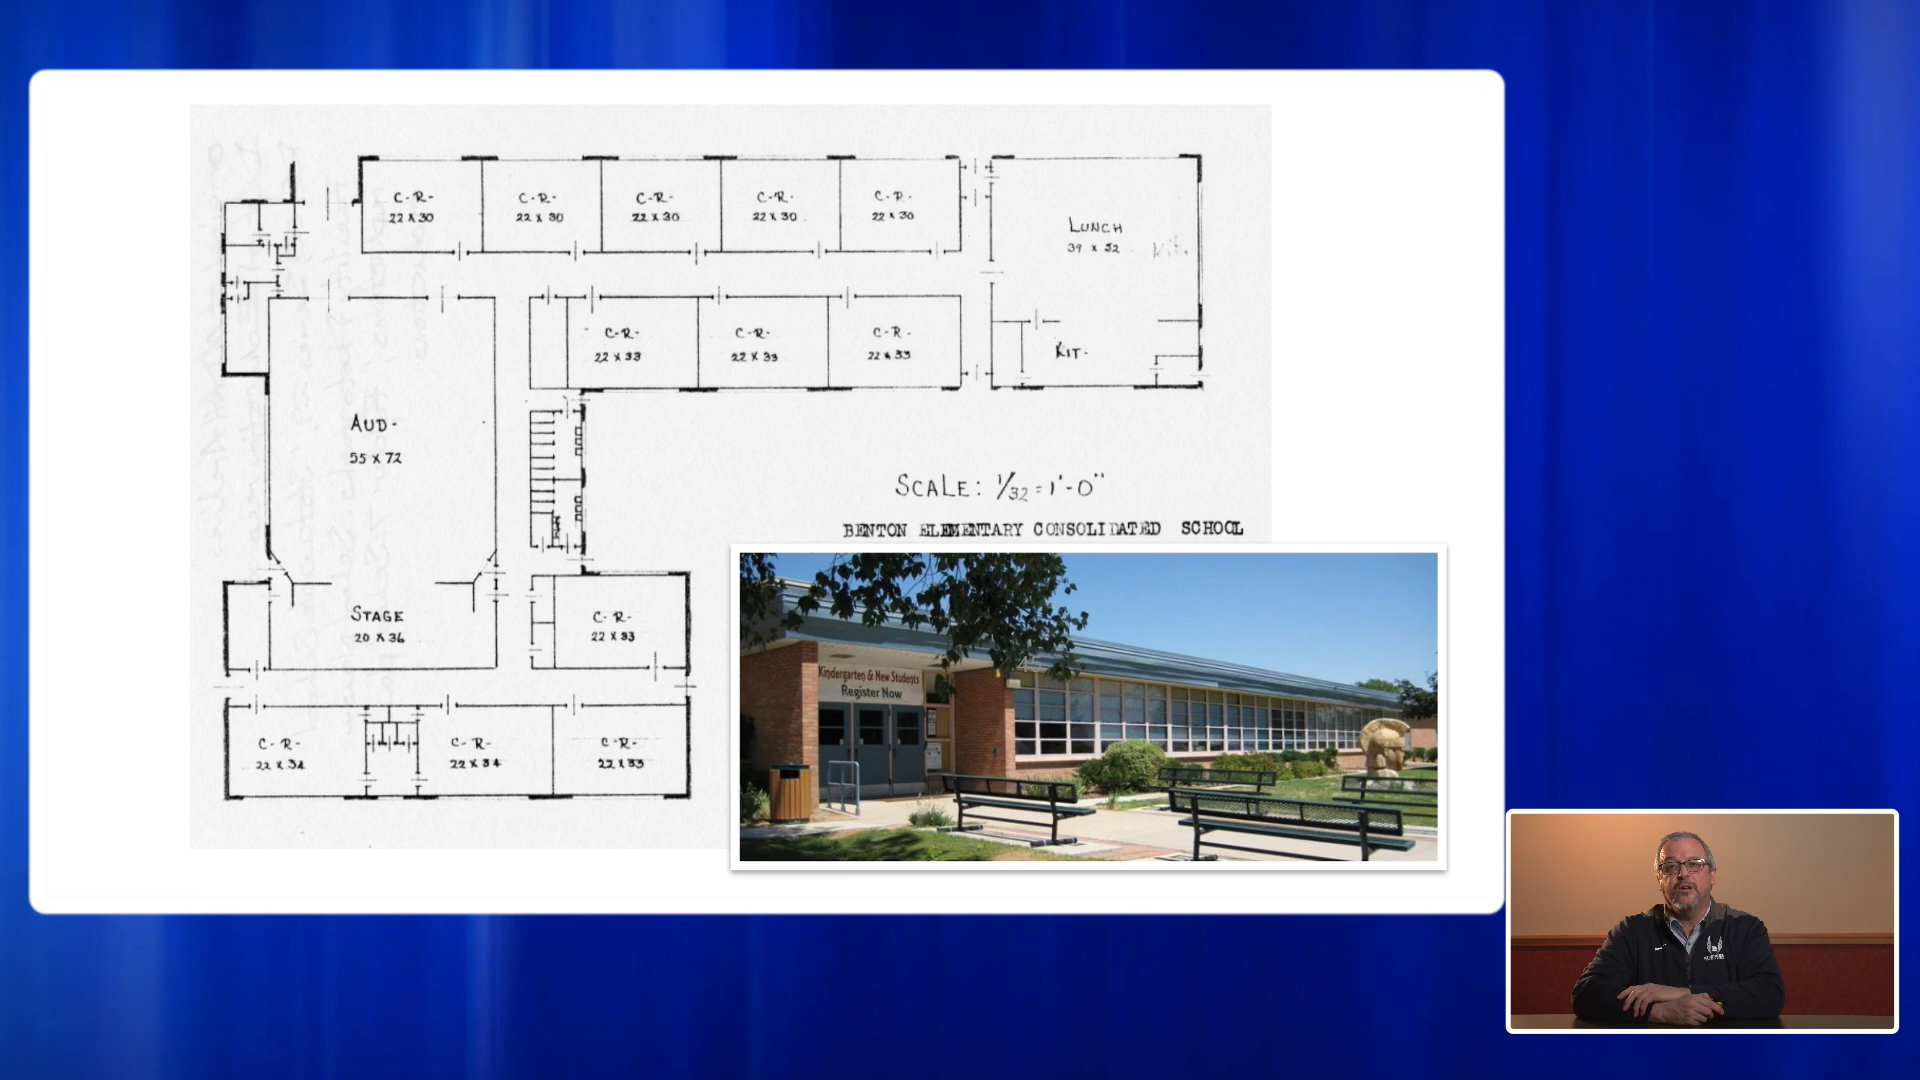 C-R-
22 X 30
C-R-
22 X 30
C-R-
22 X 30
C-R-
22 X 30
C-R-
22 X 30
LUNCH
39 x 52
Kit.
C-R-
22 X 33
C-R-
22 X 33
C-R-
22 X 33
KIT-
AUD-
55 x 72
SCALE: 1/32 = 1'-0"
BENTON ELEMENTARY CONSOLIDATED SCHOOL
STAGE
20 X 36
C-R-
22 X 33
C-R-
22 X 34
C-R-
22 X 34
C-R-
22 X 33
Kindergarten & New Students
Register Now